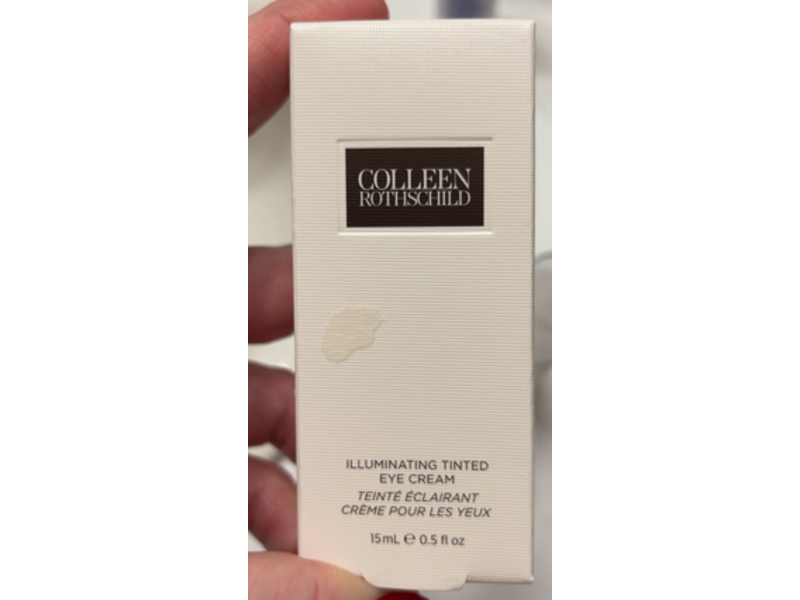 COLLEEN
ROTHSCHILD
ILLUMINATING TINTED
EYE CREAM
TEINTÉ ÉCLAIRANT
CRÈME POUR LES YEUX
15mL ℮ 0.5 fl oz